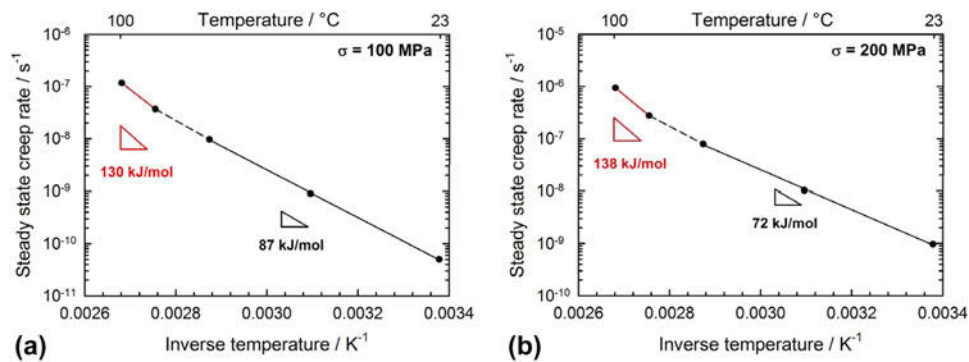 Temperature / °C
100 23
σ = 100 MPa
Steady state creep rate / s⁻¹
10⁻⁶
10⁻⁷
10⁻⁸
10⁻⁹
10⁻¹⁰
10⁻¹¹
130 kJ/mol
87 kJ/mol
0.0026 0.0028 0.0030 0.0032 0.0034
Inverse temperature / K⁻¹
(a)
Temperature / °C
100 23
σ = 200 MPa
Steady state creep rate / s⁻¹
10⁻⁵
10⁻⁶
10⁻⁷
10⁻⁸
10⁻⁹
10⁻¹⁰
138 kJ/mol
72 kJ/mol
0.0026 0.0028 0.0030 0.0032 0.0034
Inverse temperature / K⁻¹
(b)